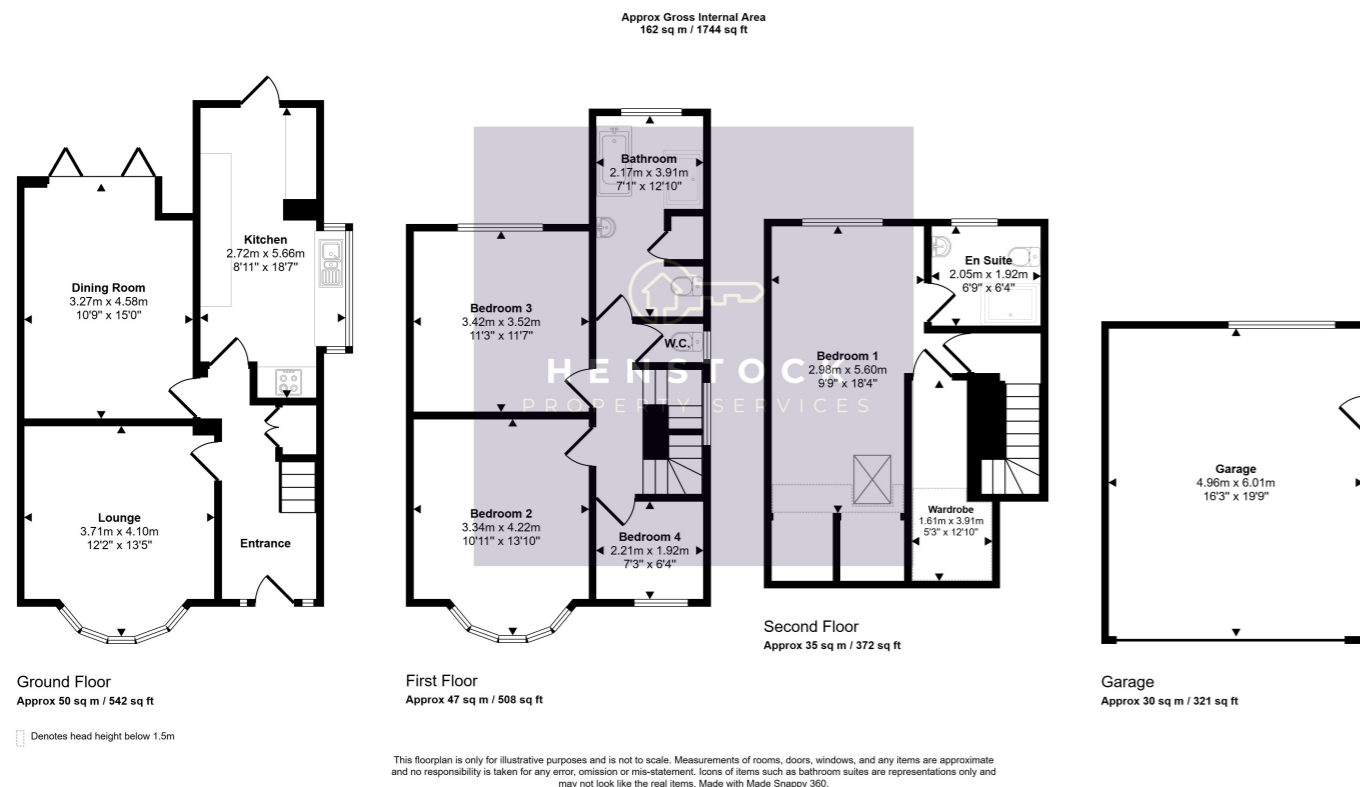 Approx Gross Internal Area
162 sq m / 1744 sq ft
Kitchen
2.72m x 5.66m
8'11" x 18'7"
Dining Room
3.27m x 4.58m
10'9" x 15'0"
Lounge
3.71m x 4.10m
12'2" x 13'5"
Entrance
Ground Floor
Approx 50 sq m / 542 sq ft
Denotes head height below 1.5m
Bathroom
2.17m x 3.91m
7'1" x 12'10"
Bedroom 3
3.42m x 3.52m
11'3" x 11'7"
W.C.
Bedroom 2
3.34m x 4.22m
10'11" x 13'10"
Bedroom 4
2.21m x 1.92m
7'3" x 6'4"
First Floor
Approx 47 sq m / 508 sq ft
HENSTOCK
PROPERTY SERVICES
En Suite
2.05m x 1.92m
6'9" x 6'4"
Bedroom 1
2.98m x 5.60m
9'9" x 18'4"
Wardrobe
1.61m x 3.91m
5'3" x 12'10"
Second Floor
Approx 35 sq m / 372 sq ft
Garage
4.96m x 6.01m
16'3" x 19'9"
Garage
Approx 30 sq m / 321 sq ft
This floorplan is only for illustrative purposes and is not to scale. Measurements of rooms, doors, windows, and any items are approximate
and no responsibility is taken for any error, omission or mis-statement. Icons of items such as bathroom suites are representations only and
may not look like the real items. Made with Made Snappy 360.